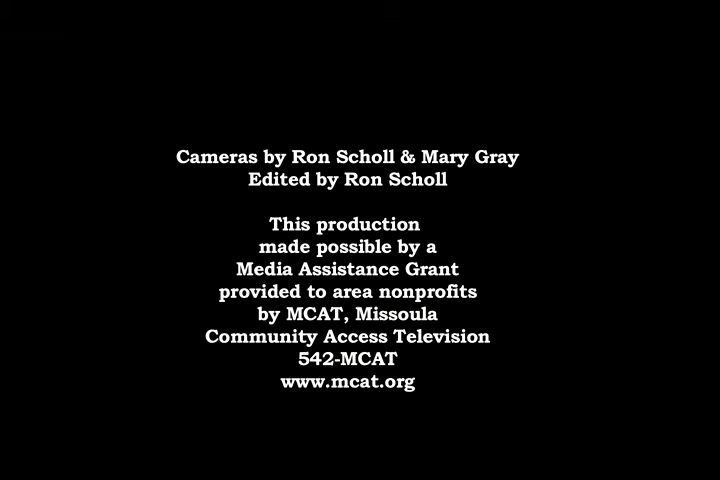 Cameras by Ron Scholl & Mary Gray
Edited by Ron Scholl
This production
made possible by a
Media Assistance Grant
provided to area nonprofits
by MCAT, Missoula
Community Access Television
542-MCAT
www.mcat.org